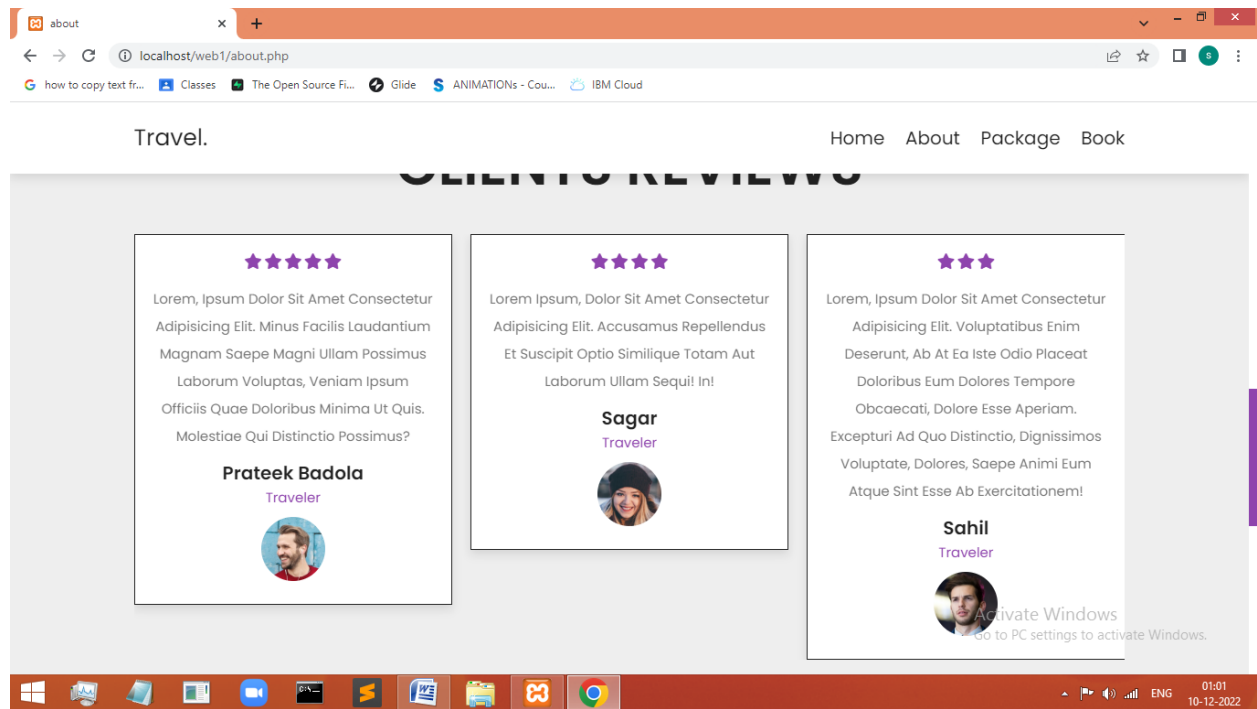 about
localhost/web1/about.php
S
how to copy text fr... Classes The Open Source Fi... Glide ANIMATIONs - Cou... IBM Cloud
Travel. Home About Package Book
CLIENTS REVIEWS
Lorem, Ipsum Dolor Sit Amet Consectetur
Adipisicing Elit. Minus Facilis Laudantium
Magnam Saepe Magni Ullam Possimus
Laborum Voluptas, Veniam Ipsum
Officiis Quae Doloribus Minima Ut Quis.
Molestiae Qui Distinctio Possimus?
Prateek Badola
Traveler
Lorem Ipsum, Dolor Sit Amet Consectetur
Adipisicing Elit. Accusamus Repellendus
Et Suscipit Optio Similique Totam Aut
Laborum Ullam Sequi! In!
Sagar
Traveler
Lorem, Ipsum Dolor Sit Amet Consectetur
Adipisicing Elit. Voluptatibus Enim
Deserunt, Ab At Ea Iste Odio Placeat
Doloribus Eum Dolores Tempore
Obcaecati, Dolore Esse Aperiam.
Excepturi Ad Quo Distinctio, Dignissimos
Voluptate, Dolores, Saepe Animi Eum
Atque Sint Esse Ab Exercitationem!
Sahil
Traveler
Activate Windows
Go to PC settings to activate Windows.
ENG
01:01
10-12-2022